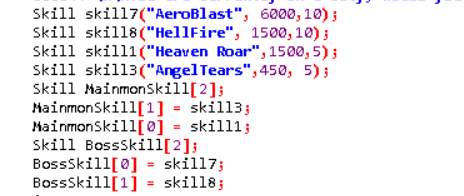 Skill skill7("AeroBlast", 6000,10);
Skill skill8("HellFire", 1500,10);
Skill skill1("Heaven Roar",1500,5);
Skill skill3("AngelTears",450, 5);
Skill MainmonSkill[2];
MainmonSkill[1] = skill3;
MainmonSkill[0] = skill1;
Skill BossSkill[2];
BossSkill[0] = skill7;
BossSkill[1] = skill8;